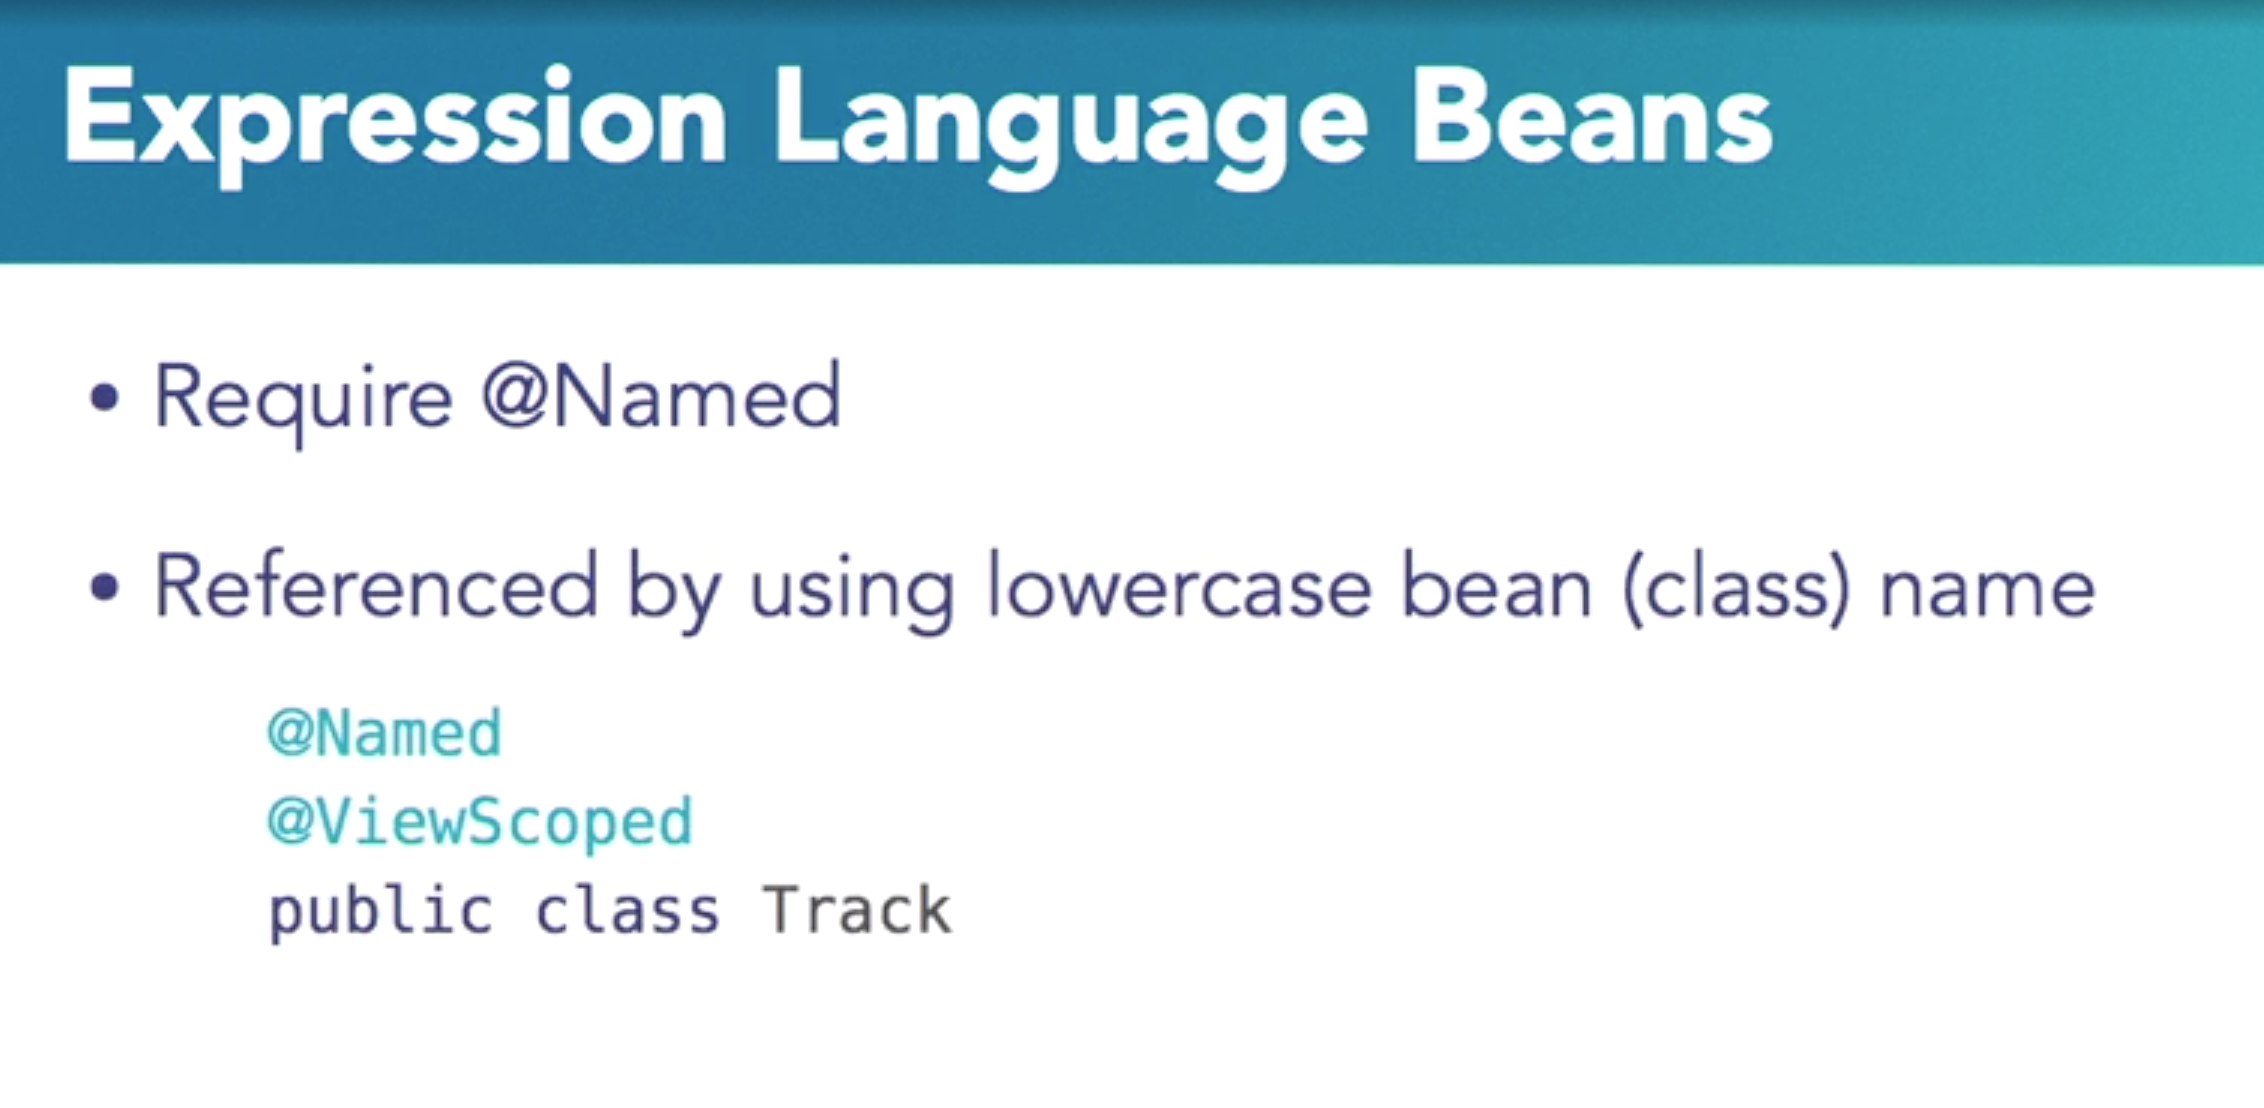 Expression Language Beans
• Require @Named
• Referenced by using lowercase bean (class) name
@Named
@ViewScoped
public class Track